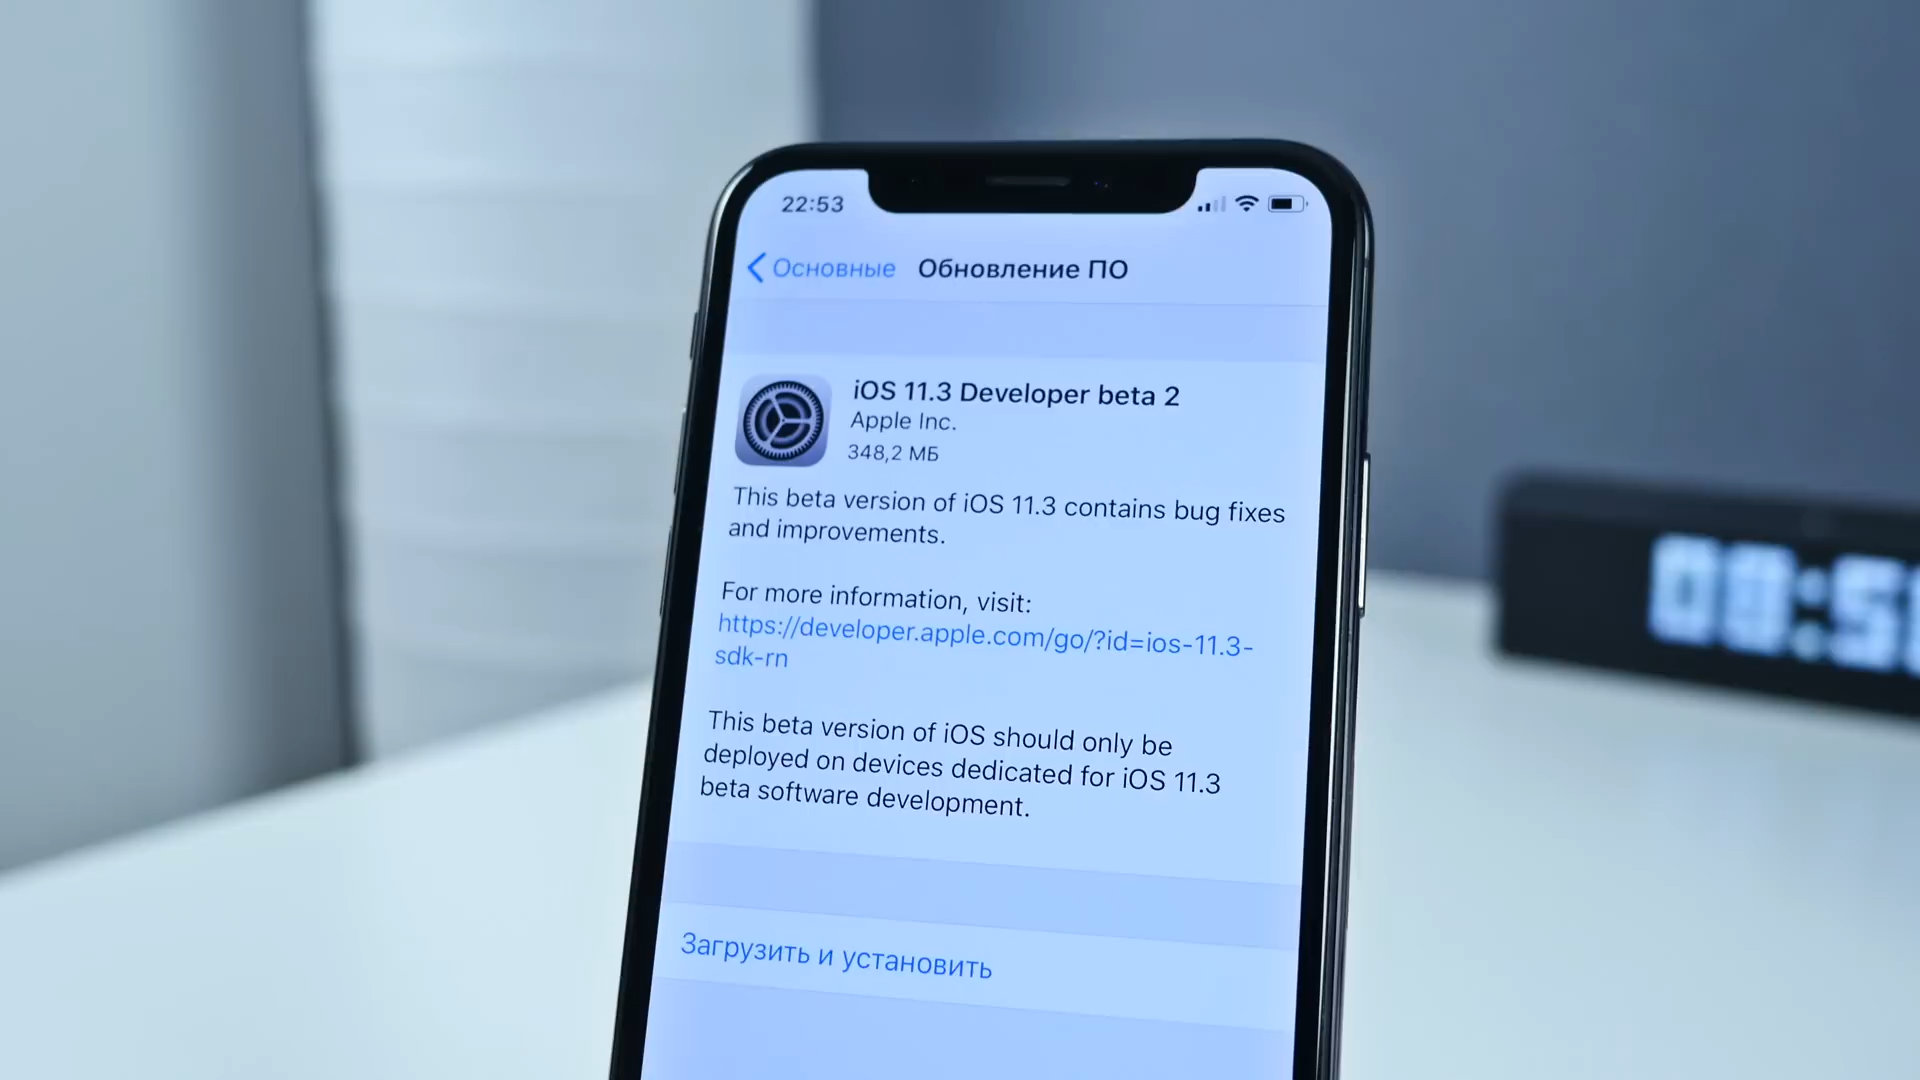 22:53
Основные Обновление ПО
iOS 11.3 Developer beta 2
Apple Inc.
348,2 МБ
This beta version of iOS 11.3 contains bug fixes
and improvements.
For more information, visit:
https://developer.apple.com/go/?id=ios-11.3-
sdk-rn
This beta version of iOS should only be
deployed on devices dedicated for iOS 11.3
beta software development.
Загрузить и установить